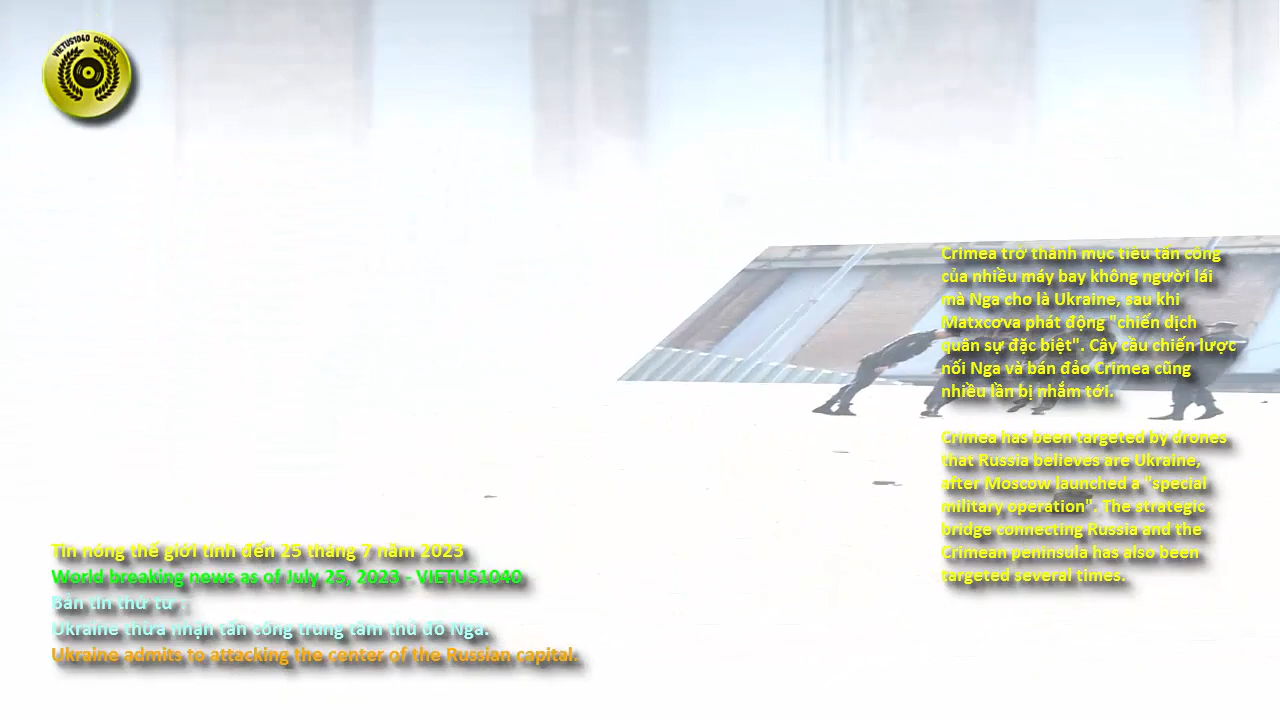 VIETUS1040 CHANNEL
Crimea trở thành mục tiêu tấn công
của nhiều máy bay không người lái
mà Nga cho là Ukraine, sau khi
Matxcơva phát động "chiến dịch
quân sự đặc biệt". Cây cầu chiến lược
nối Nga và bán đảo Crimea cũng
nhiều lần bị nhắm tới.
Crimea has been targeted by drones
that Russia believes are Ukraine,
after Moscow launched a "special
military operation". The strategic
bridge connecting Russia and the
Crimean peninsula has also been
targeted several times.
Tin nóng thế giới tính đến 25 tháng 7 năm 2023
World breaking news as of July 25, 2023 - VIETUS1040
Bản tin thứ tư :
Ukraine thừa nhận tấn công trung tâm thủ đô Nga.
Ukraine admits to attacking the center of the Russian capital.